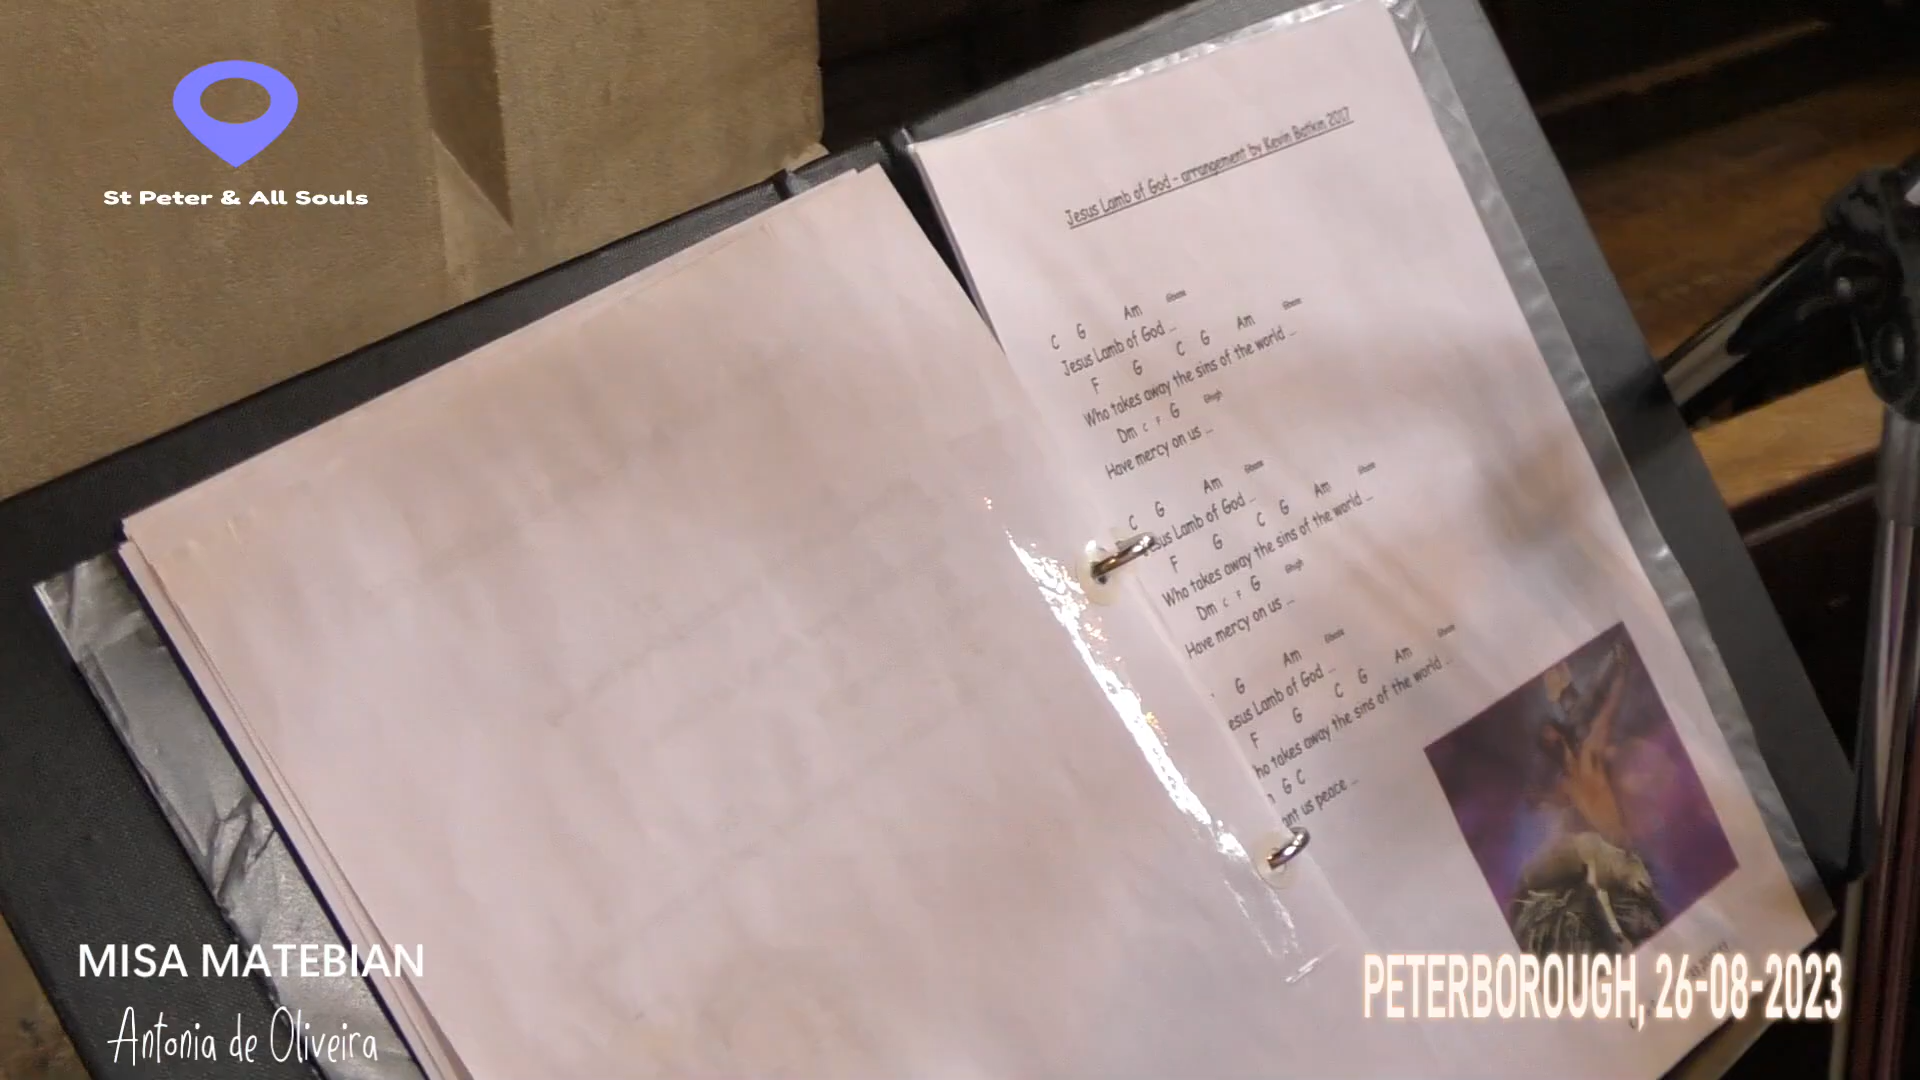 St Peter & All Souls
Jesus Lamb of God - arrangement by Kevin Batkin 2017
C G Am
Jesus Lamb of God ...
F G C G Am
Who takes away the sins of the world ...
Dm C F G
Have mercy on us ...
C G Am
Jesus Lamb of God ...
F G C G Am
Who takes away the sins of the world ...
Dm C F G
Have mercy on us ...
G Am
esus Lamb of God ...
F G C G Am
ho takes away the sins of the world ...
G C
ant us peace ...
MISA MATEBIAN
Antonia de Oliveira
PETERBOROUGH, 26-08-2023